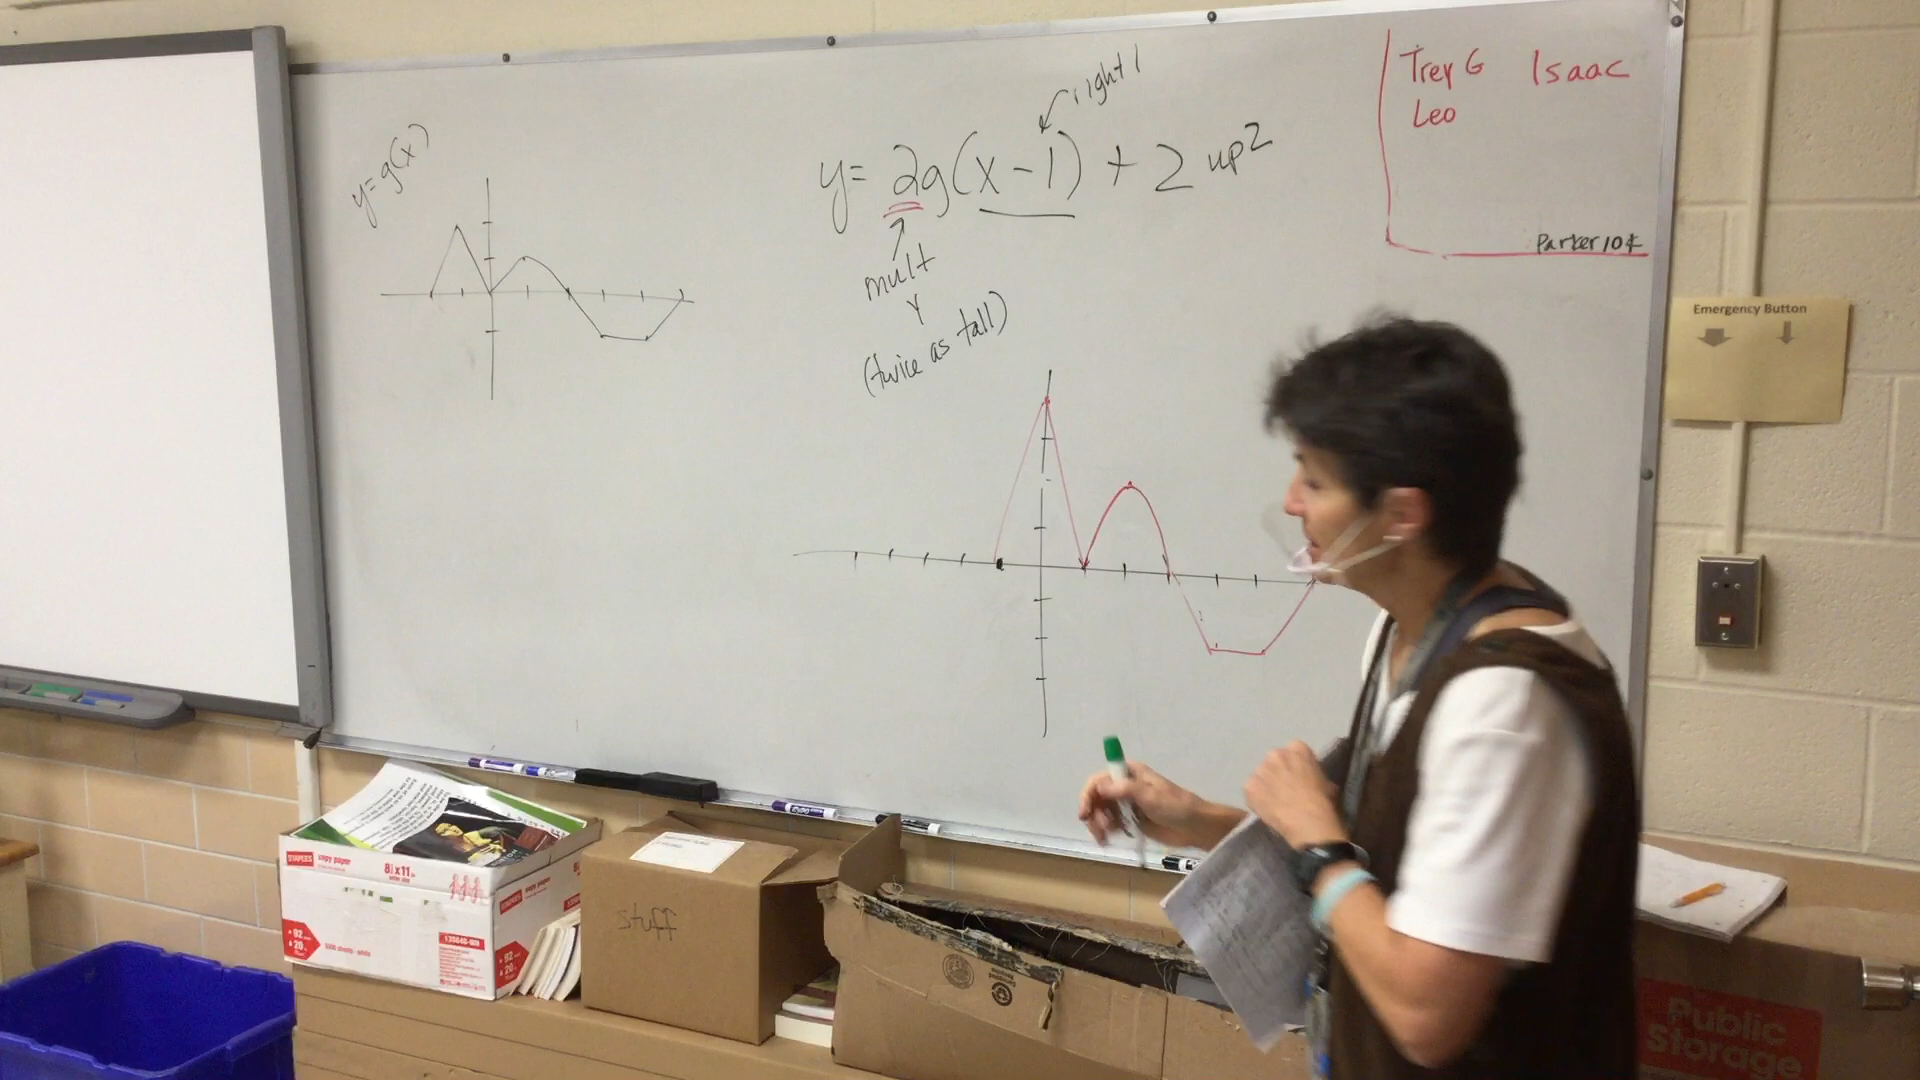 y=g(x)
right 1
y= 2g(x-1) + 2 up 2
mult
y
(twice as tall)
Trey G Isaac
Leo
Parker 10¢
Emergency Button
STAPLES copy paper 8½x11
stuff
Public
Storage